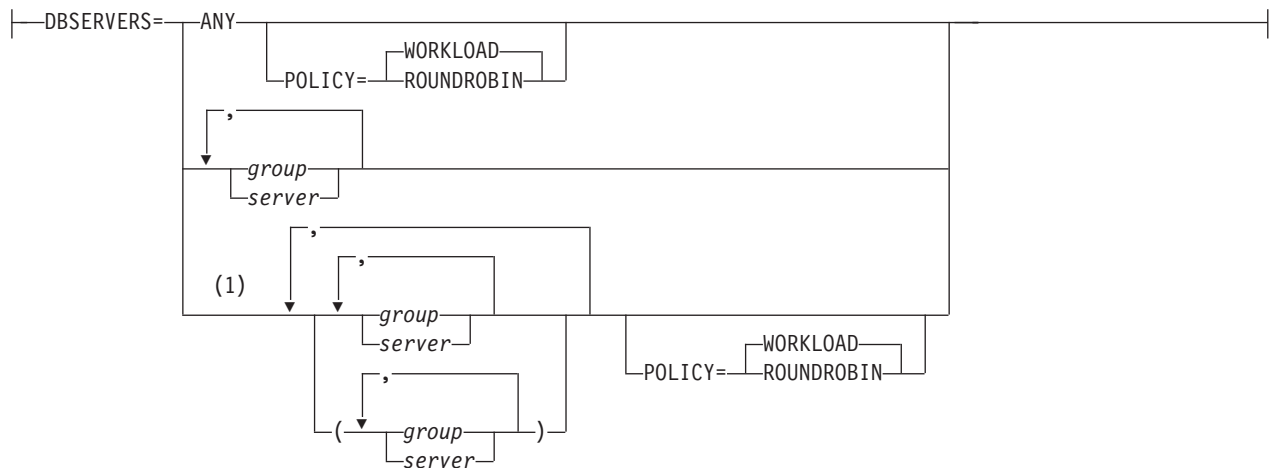 DBSERVERS= ANY
WORKLOAD
POLICY= ROUNDROBIN
,
group
server
,
,
(1)
group
server
WORKLOAD
POLICY= ROUNDROBIN
,
( group )
server